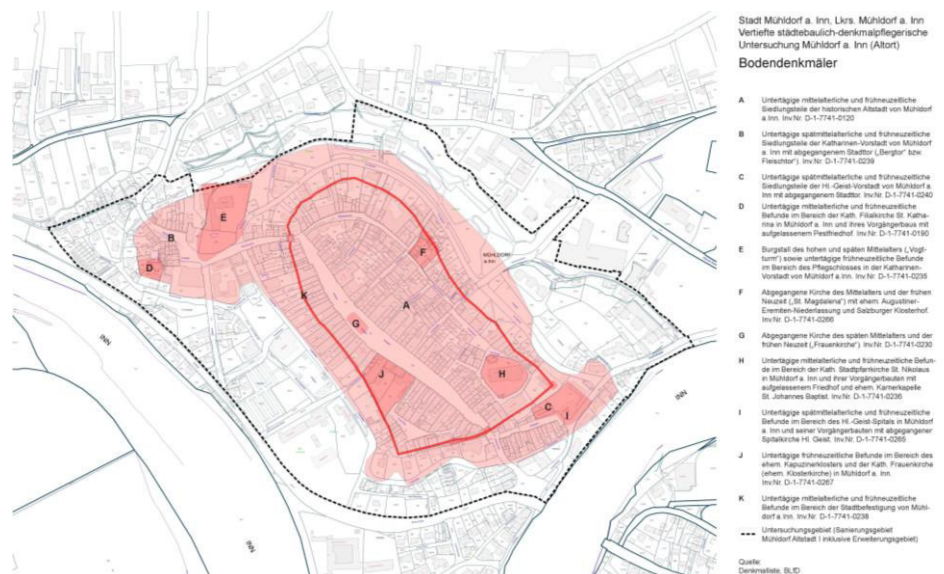 Stadt Mühldorf a. Inn, Lkrs. Mühldorf a. Inn
Vertiefte städtebaulich-denkmalpflegerische
Untersuchung Mühldorf a. Inn (Altort)
Bodendenkmäler
A Untertägige mittelalterliche und frühneuzeitliche
Siedlungsteile der historischen Altstadt von Mühldorf
a.Inn. Inv.Nr. D-1-7741-0120
B Untertägige spätmittelalterliche und frühneuzeitliche
Siedlungsteile der Katharinen-Vorstadt von Mühldorf
a. Inn mit abgegangenem Stadttor („Bergtor“ bzw.
Fleischtor“). Inv.Nr. D-1-7741-0239
C Untertägige spätmittelalterliche und frühneuzeitliche
Siedlungsteile der Hl.-Geist-Vorstadt von Mühldorf a.
Inn mit abgegangenem Stadttor. Inv.Nr. D-1-7741-0240
D Untertägige mittelalterliche und frühneuzeitliche
Befunde im Bereich der Kath. Filialkirche St. Katha-
rina in Mühldorf a. Inn und ihres Vorgängerbaus mit
aufgelassenem Pestfriedhof. Inv.Nr. D-1-7741-0190
E Burgstall des hohen und späten Mittelalters („Vogt-
turm“) sowie untertägige frühneuzeitliche Befunde
im Bereich des Pflegschlosses in der Katharinen-
Vorstadt von Mühldorf a. Inn. Inv.Nr. D-1-7741-0235
F Abgegangene Kirche des Mittelalters und der frühen
Neuzeit („St. Magdalena“) mit ehem. Augustiner-
Eremiten-Niederlassung und Salzburger Klosterhof.
Inv.Nr. D-1-7741-0266
G Abgegangene Kirche des späten Mittelalters und der
frühen Neuzeit („Frauenkirche“). Inv.Nr. D-1-7741-0230
H Untertägige mittelalterliche und frühneuzeitliche Befun-
de im Bereich der Kath. Stadtpfarrkirche St. Nikolaus
in Mühldorf a. Inn und ihrer Vorgängerbauten mit
aufgelassenem Friedhof und ehem. Karnerkapelle
St. Johannes Baptist. Inv.Nr. D-1-7741-0236
I Untertägige spätmittelalterliche und frühneuzeitliche
Befunde im Bereich des Hl.-Geist-Spitals in Mühldorf
a. Inn und seiner Vorgängerbauten mit abgegangener
Spitalkirche Hl. Geist. Inv.Nr. D-1-7741-0265
J Untertägige frühneuzeitliche Befunde im Bereich des
ehem. Kapuzinerklosters und der Kath. Frauenkirche
(ehem. Klosterkirche) in Mühldorf a. Inn.
Inv.Nr. D-1-7741-0267
K Untertägige mittelalterliche und frühneuzeitliche
Befunde im Bereich der Stadtbefestigung von Mühl-
dorf a. Inn. Inv.Nr. D-1-7741-0238
Untersuchungsgebiet (Sanierungsgebiet
Mühldorf Altstadt I inklusive Erweiterungsgebiet)
Quelle:
Denkmalliste, BLfD
E
B
D
F
MÜHLDORF
a. Inn
K
A
G
J
H
C
I
INN
INN
INN